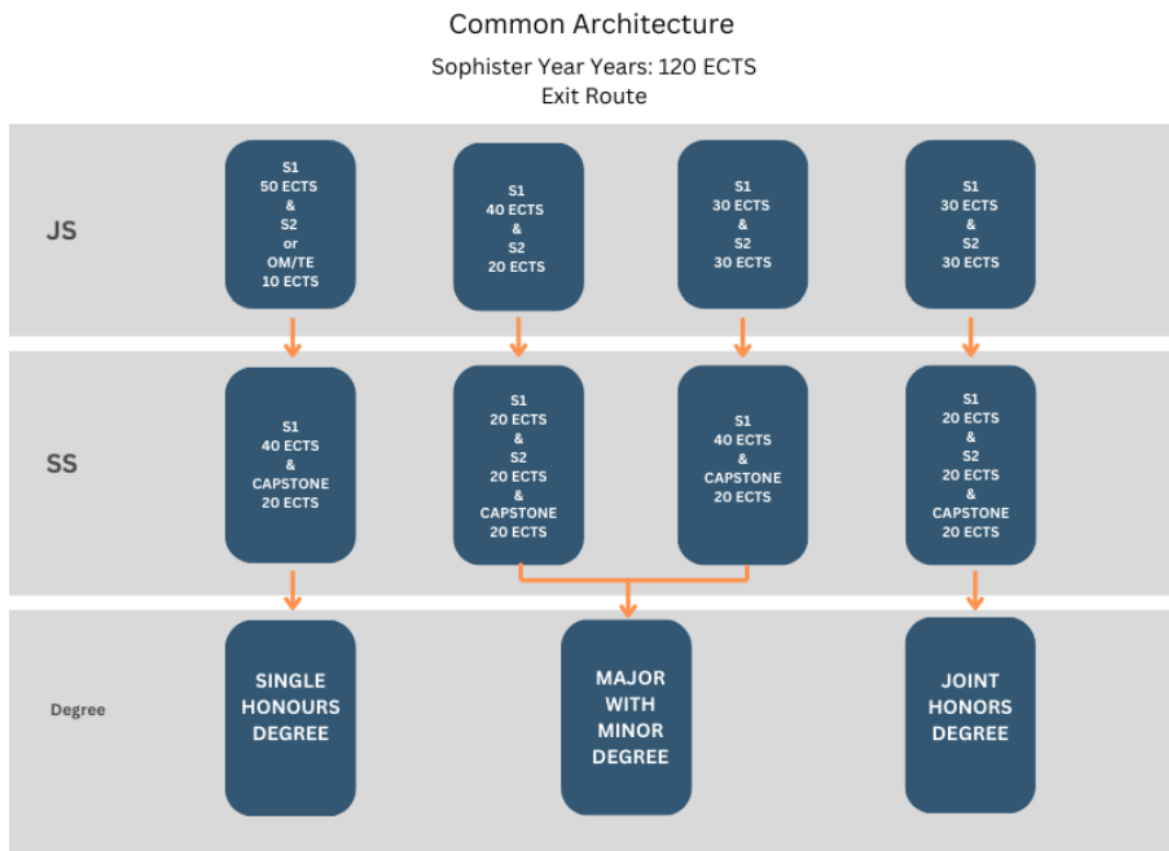 Common Architecture
Sophister Year Years: 120 ECTS
Exit Route
JS
S1
50 ECTS
&
S2
or
OM/TE
10 ECTS
S1
40 ECTS
&
S2
20 ECTS
S1
30 ECTS
&
S2
30 ECTS
S1
30 ECTS
&
S2
30 ECTS
SS
S1
40 ECTS
&
CAPSTONE
20 ECTS
S1
20 ECTS
&
S2
20 ECTS
&
CAPSTONE
20 ECTS
S1
40 ECTS
&
CAPSTONE
20 ECTS
S1
20 ECTS
&
S2
20 ECTS
&
CAPSTONE
20 ECTS
Degree
SINGLE
HONOURS
DEGREE
MAJOR
WITH
MINOR
DEGREE
JOINT
HONORS
DEGREE